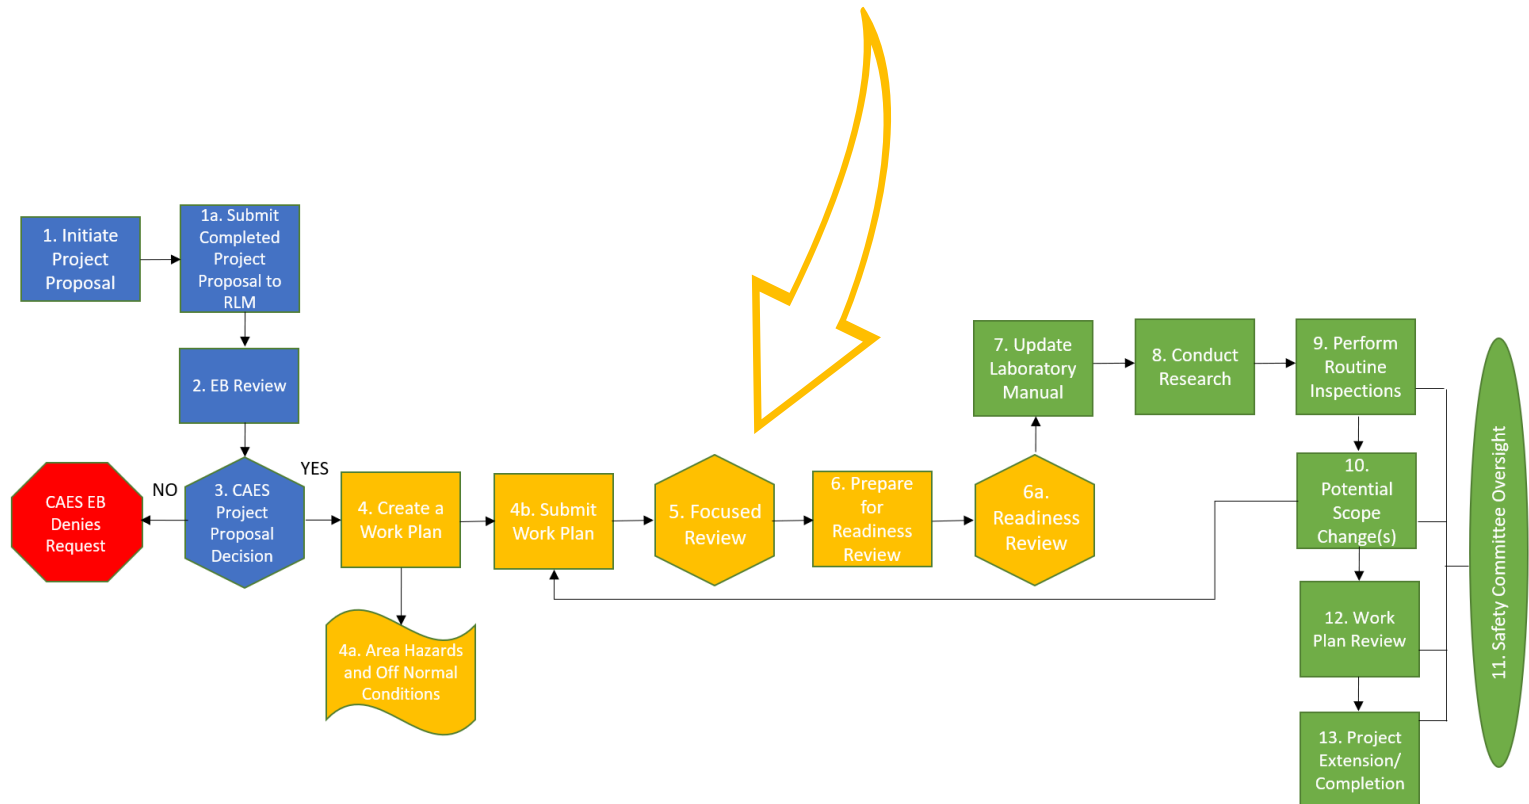 1. Initiate
Project
Proposal
1a. Submit
Completed
Project
Proposal to
RLM
2. EB Review
3. CAES
Project
Proposal
Decision
NO
YES
CAES EB
Denies
Request
4. Create a
Work Plan
4a. Area Hazards
and Off Normal
Conditions
4b. Submit
Work Plan
5. Focused
Review
6. Prepare
for
Readiness
Review
6a.
Readiness
Review
7. Update
Laboratory
Manual
8. Conduct
Research
9. Perform
Routine
Inspections
10.
Potential
Scope
Change(s)
11. Safety Committee Oversight
12. Work
Plan Review
13. Project
Extension/
Completion